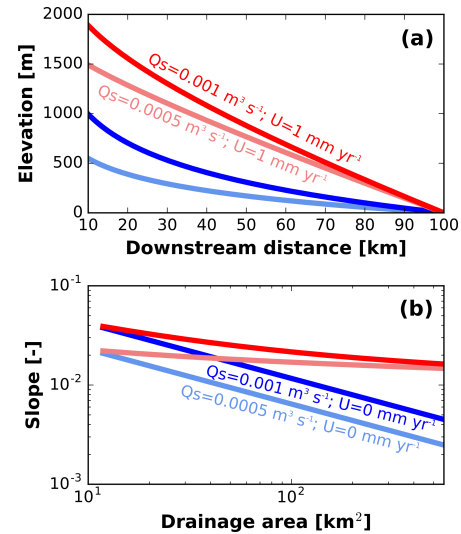 2000
1500
1000
500
0
Elevation [m]
(a)
Qs=0.001 m³ s⁻¹; U=1 mm yr⁻¹
Qs=0.0005 m³ s⁻¹; U=1 mm yr⁻¹
10 20 30 40 50 60 70 80 90 100
Downstream distance [km]
10⁻¹
10⁻²
10⁻³
Slope [-]
(b)
Qs=0.001 m³ s⁻¹; U=0 mm yr⁻¹
Qs=0.0005 m³ s⁻¹; U=0 mm yr⁻¹
10¹ 10²
Drainage area [km²]